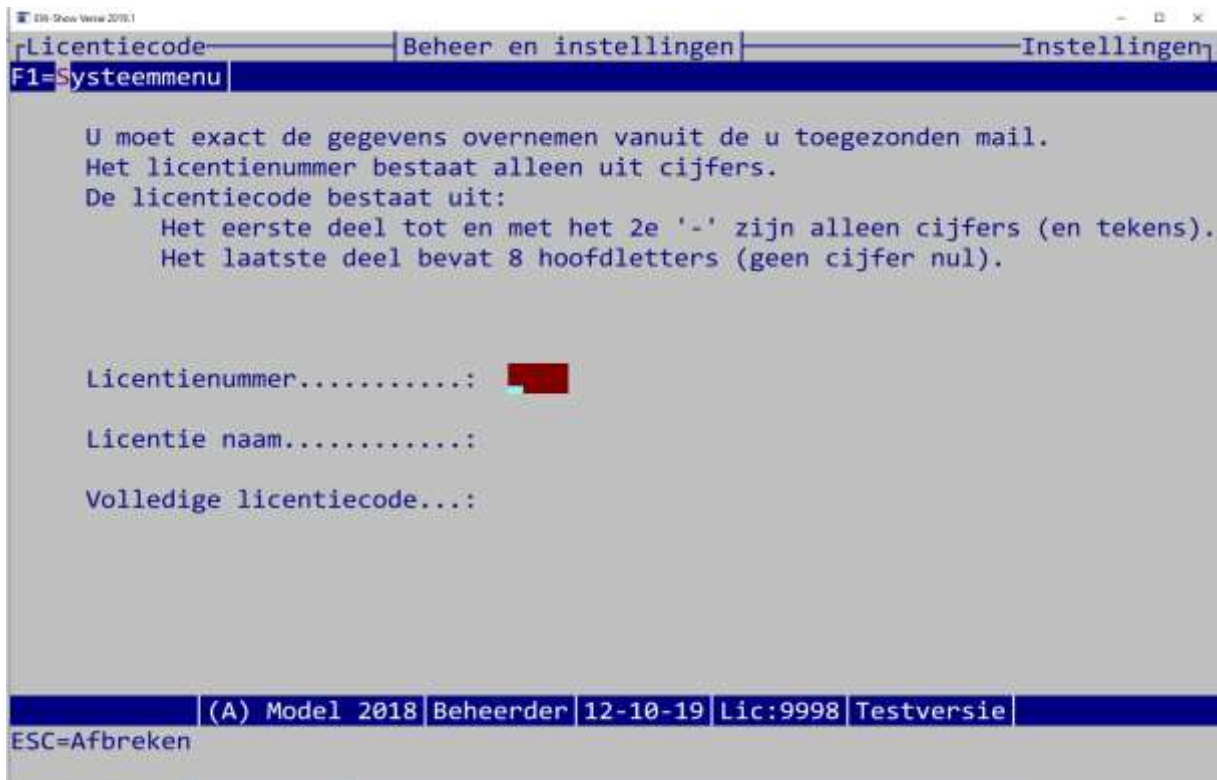 EW-Show Versie 2019.1
Licentiecode Beheer en instellingen Instellingen
F1=Systeemmenu
U moet exact de gegevens overnemen vanuit de u toegezonden mail.
Het licentienummer bestaat alleen uit cijfers.
De licentiecode bestaat uit:
Het eerste deel tot en met het 2e '-' zijn alleen cijfers (en tekens).
Het laatste deel bevat 8 hoofdletters (geen cijfer nul).
Licentienummer...........:
Licentie naam............:
Volledige licentiecode...:
(A) Model 2018 Beheerder 12-10-19 Lic:9998 Testversie
ESC=Afbreken